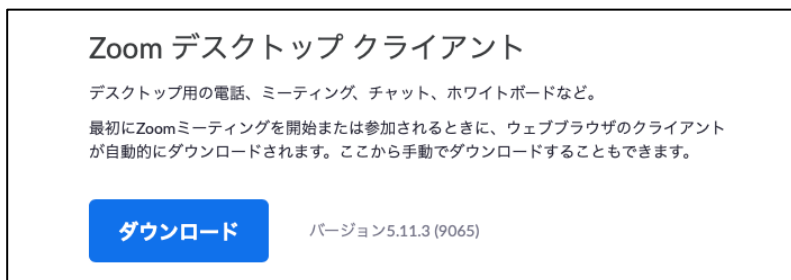 Zoom デスクトップ クライアント
デスクトップ用の電話、ミーティング、チャット、ホワイトボードなど。
最初にZoomミーティングを開始または参加されるときに、ウェブブラウザのクライアント
が自動的にダウンロードされます。ここから手動でダウンロードすることもできます。
ダウンロード バージョン5.11.3 (9065)